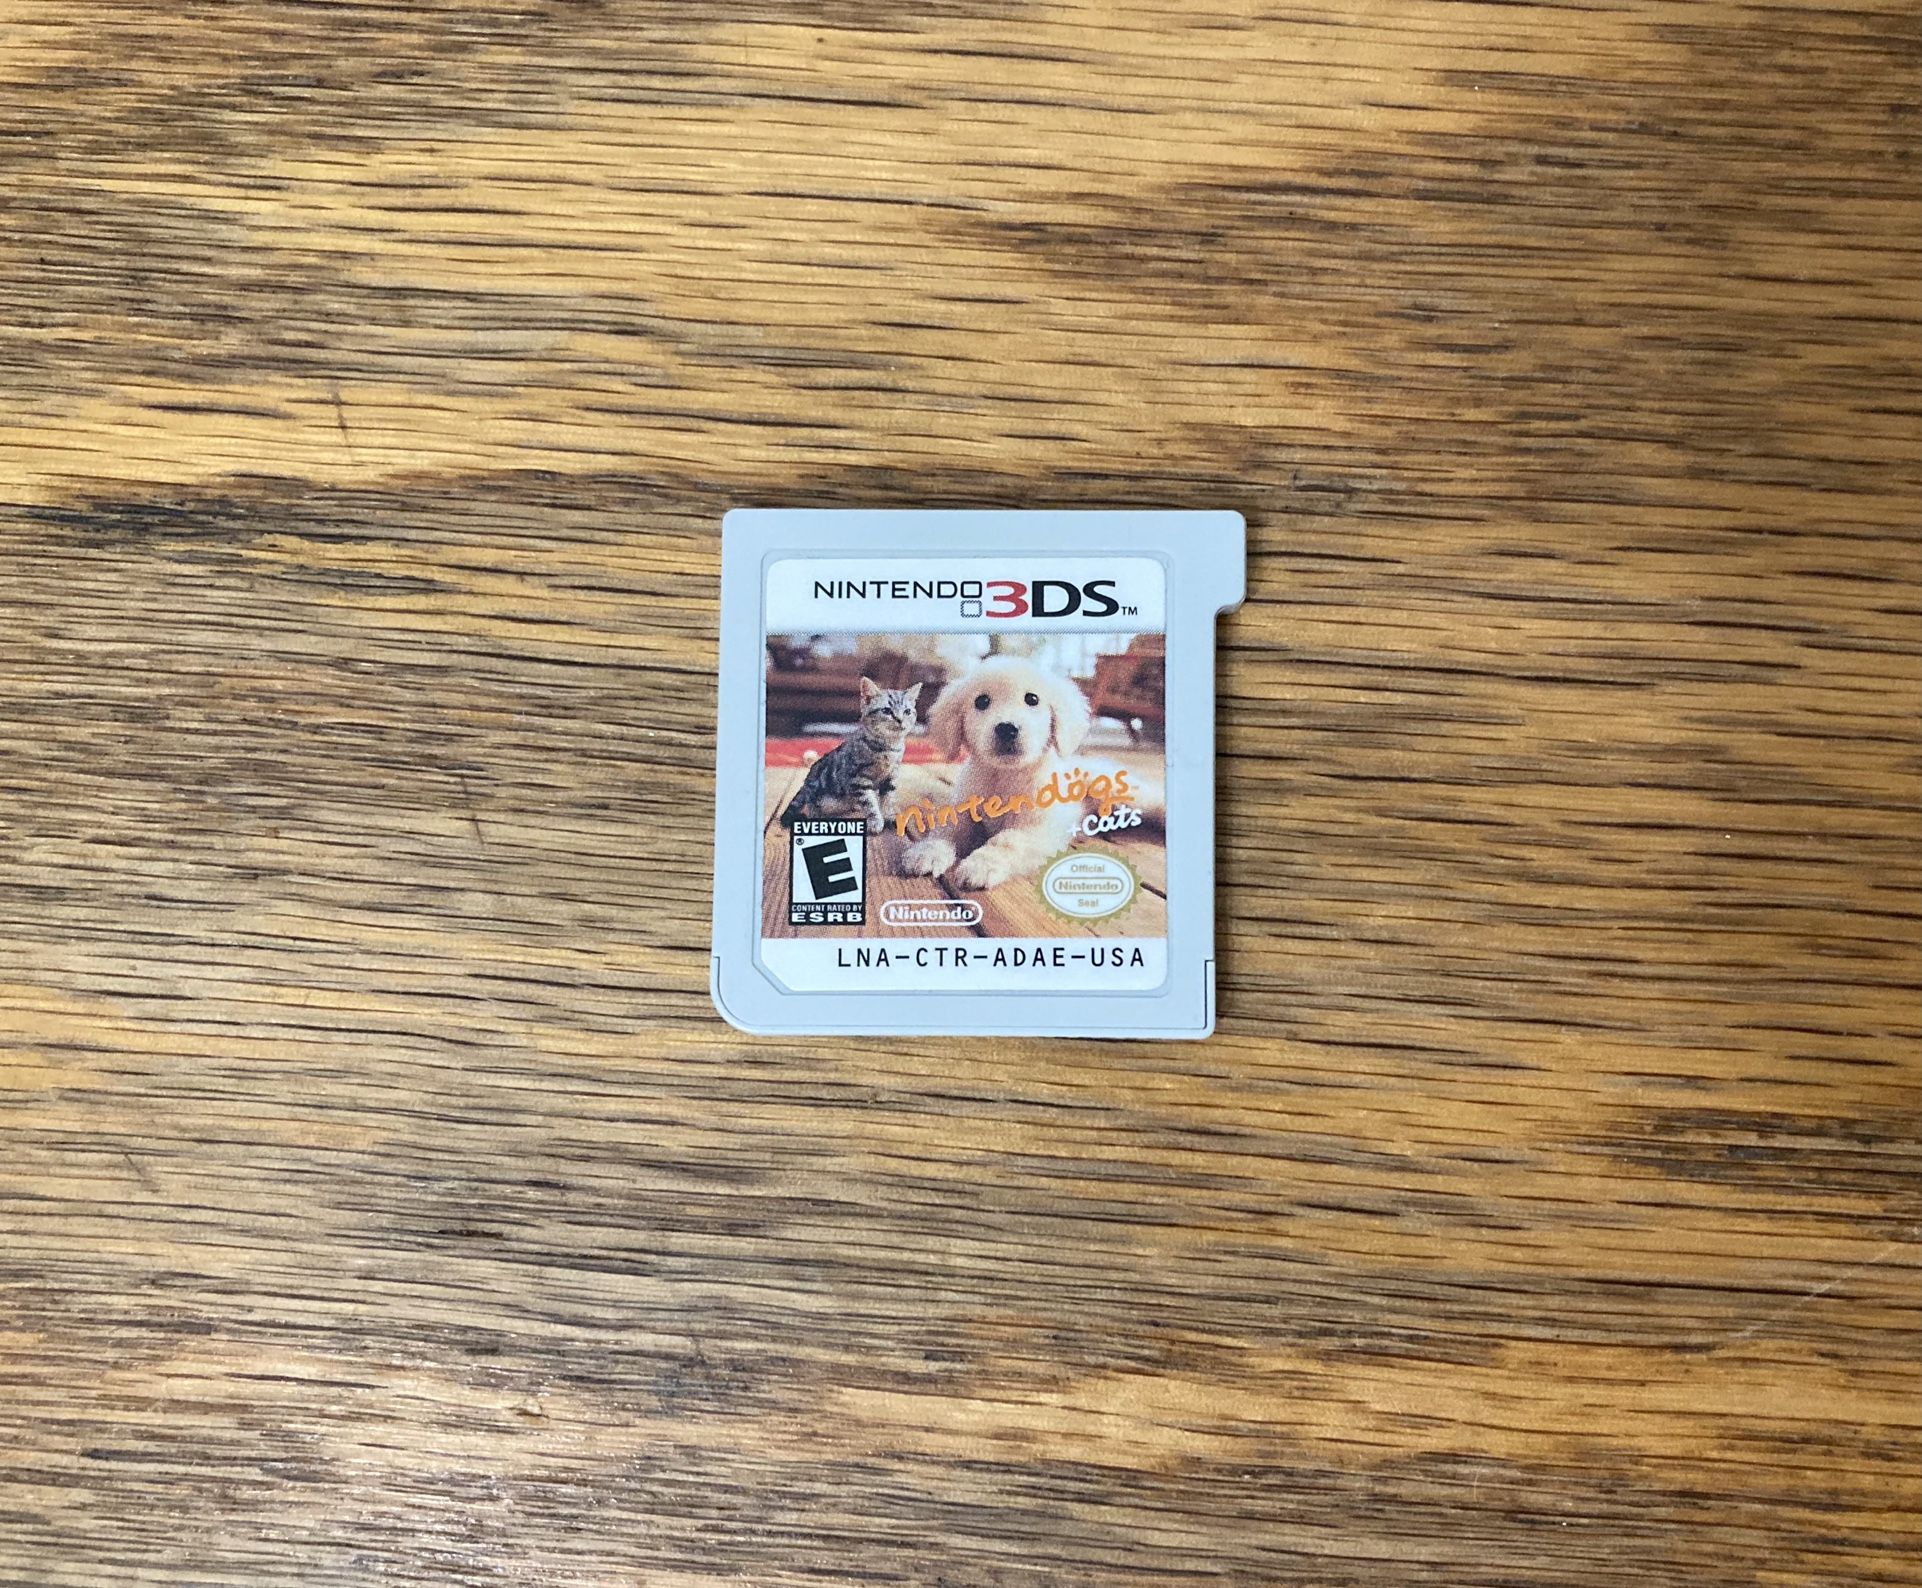 NINTENDO 3DS™
nintendogs
+cats
EVERYONE
E
®
CONTENT RATED BY
ESRB
Nintendo®
Official
Nintendo
Seal
LNA-CTR-ADAE-USA